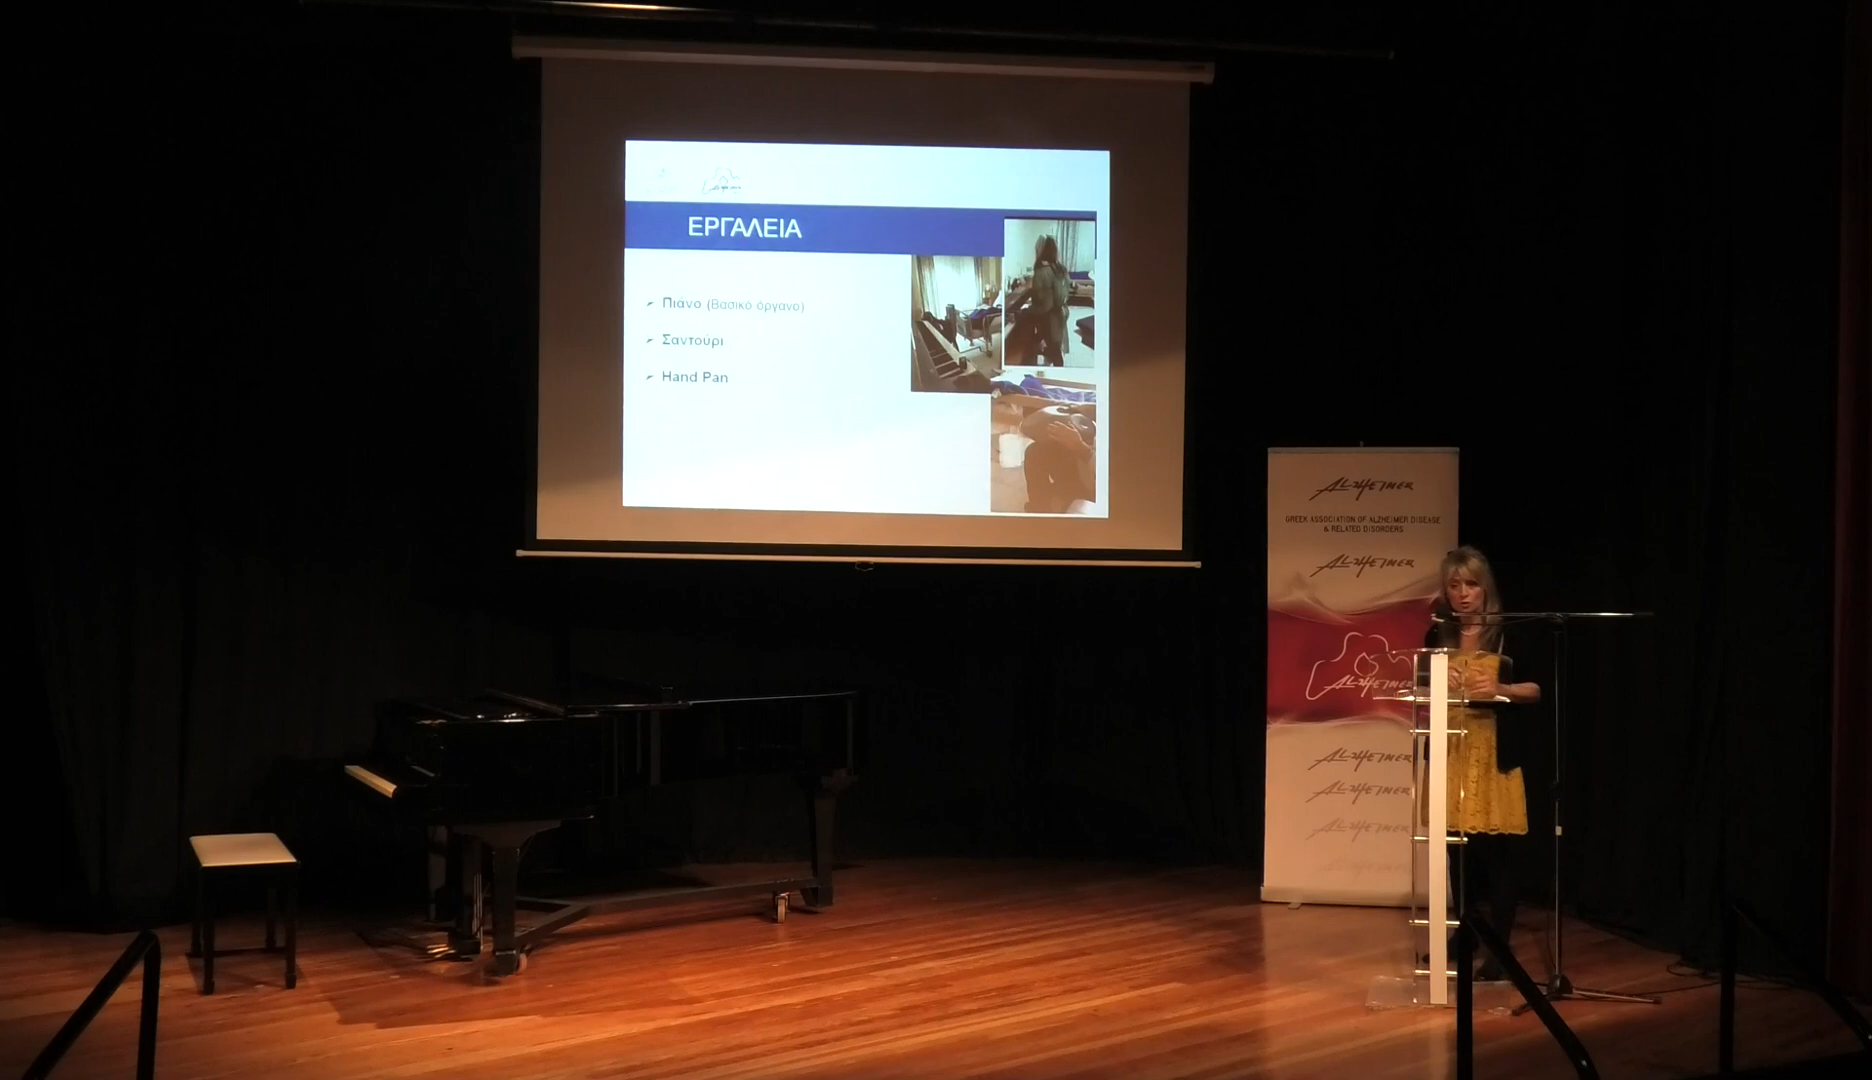 ΕΡΓΑΛΕΙΑ
Πιανο (Βασικό όργανο)
Σαντούρι
Hand Pan
ALZHEIMER
GREEK ASSOCIATION OF ALZHEIMER DISEASE
& RELATED DISORDERS
ALZHEIMER
ALZHEIMER
ALZHEIMER
ALZHEIMER
ALZHEIMER